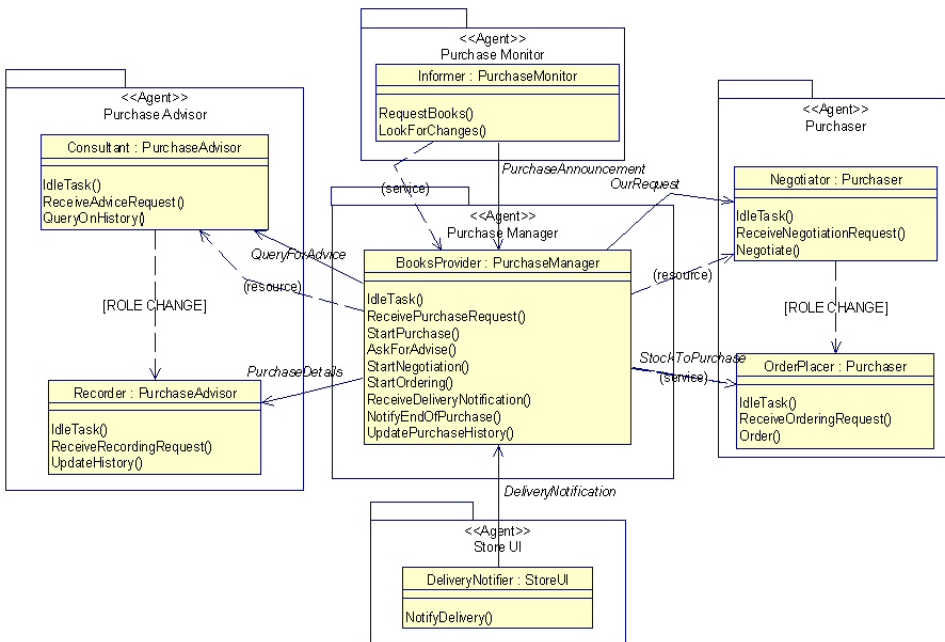 <<Agent>>
Purchase Monitor
Informer : PurchaseMonitor
RequestBooks()
LookForChanges()
<<Agent>>
Purchase Advisor
Consultant : PurchaseAdvisor
IdleTask()
ReceiveAdviceRequest()
QueryOnHistory()
[ROLE CHANGE]
Recorder : PurchaseAdvisor
IdleTask()
ReceiveRecordingRequest()
UpdateHistory()
(service)
PurchaseAnnouncement
OurRequest
QueryForAdvice
(resource)
PurchaseDetails
<<Agent>>
Purchase Manager
BooksProvider : PurchaseManager
IdleTask()
ReceivePurchaseRequest()
StartPurchase()
AskForAdvise()
StartNegotiation()
StartOrdering()
ReceiveDeliveryNotification()
NotifyEndOfPurchase()
UpdatePurchaseHistory()
(resource)
StockToPurchase
(service)
<<Agent>>
Purchaser
Negotiator : Purchaser
IdleTask()
ReceiveNegotiationRequest()
Negotiate()
[ROLE CHANGE]
OrderPlacer : Purchaser
IdleTask()
ReceiveOrderingRequest()
Order()
DeliveryNotification
<<Agent>>
Store UI
DeliveryNotifier : StoreUI
NotifyDelivery()